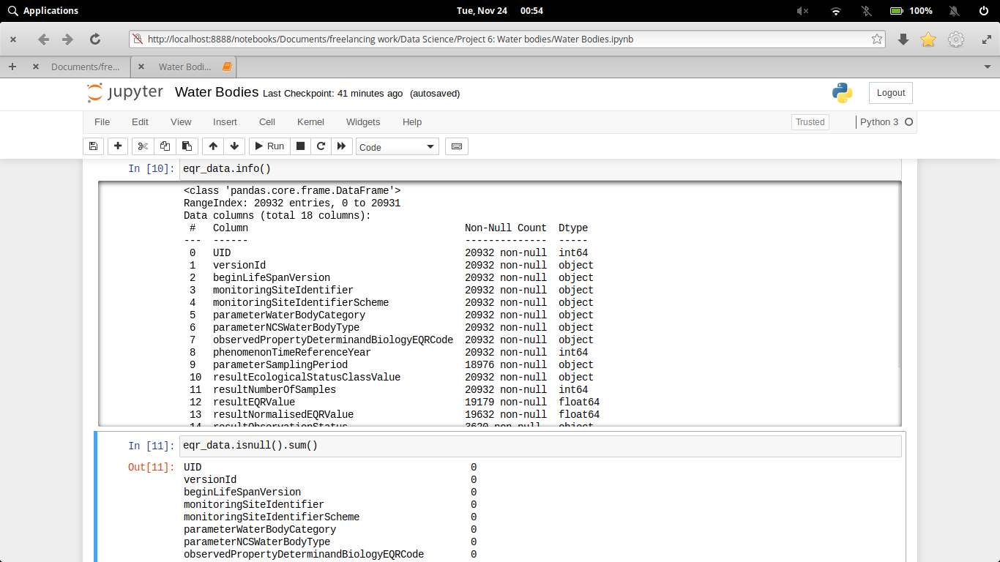 Applications
Tue, Nov 24 00:54
100%
http://localhost:8888/notebooks/Documents/freelancing work/Data Science/Project 6: Water bodies/Water Bodies.ipynb
Documents/fre...
Water Bodi...
jupyter Water Bodies Last Checkpoint: 41 minutes ago (autosaved)
Logout
File Edit View Insert Cell Kernel Widgets Help
Trusted
Python 3
Run
Code
In [10]: eqr_data.info()
<class 'pandas.core.frame.DataFrame'>
RangeIndex: 20932 entries, 0 to 20931
Data columns (total 18 columns):
 #   Column                                   Non-Null Count  Dtype
---  ------                                   --------------  -----
 0   UID                                      20932 non-null  int64
 1   versionId                                20932 non-null  object
 2   beginLifeSpanVersion                     20932 non-null  object
 3   monitoringSiteIdentifier                 20932 non-null  object
 4   monitoringSiteIdentifierScheme           20932 non-null  object
 5   parameterWaterBodyCategory               20932 non-null  object
 6   parameterNCSWaterBodyType                20932 non-null  object
 7   observedPropertyDeterminandBiologyEQRCode  20932 non-null  object
 8   phenomenonTimeReferenceYear              20932 non-null  int64
 9   parameterSamplingPeriod                  18976 non-null  object
 10  resultEcologicalStatusClassValue         20932 non-null  object
 11  resultNumberOfSamples                    20932 non-null  int64
 12  resultEQRValue                           19179 non-null  float64
 13  resultNormalisedEQRValue                 19632 non-null  float64
 14  resultObservationStatus                  3620 non-null   object
In [11]: eqr_data.isnull().sum()
Out[11]: UID 0
versionId 0
beginLifeSpanVersion 0
monitoringSiteIdentifier 0
monitoringSiteIdentifierScheme 0
parameterWaterBodyCategory 0
parameterNCSWaterBodyType 0
observedPropertyDeterminandBiologyEQRCode 0